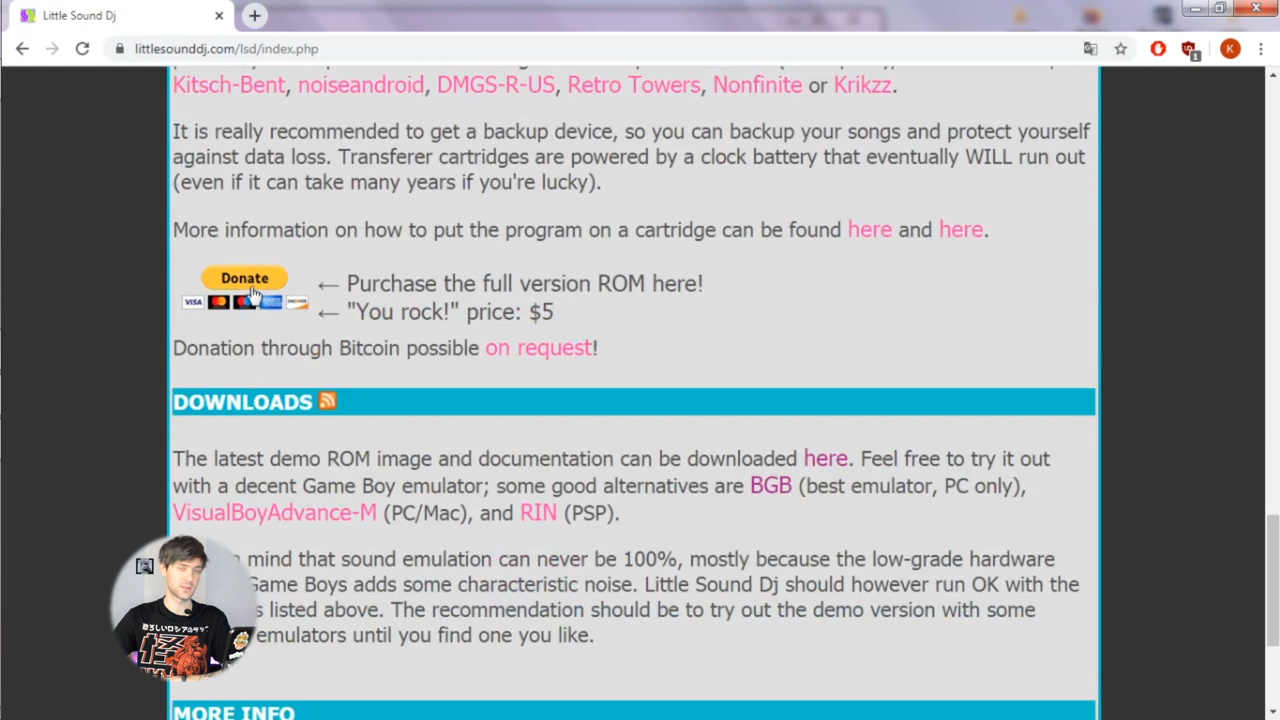 Little Sound Dj
littlesounddj.com/lsd/index.php
K
1
Kitsch-Bent, noiseandroid, DMGS-R-US, Retro Towers, Nonfinite or Krikzz.
It is really recommended to get a backup device, so you can backup your songs and protect yourself
against data loss. Transferer cartridges are powered by a clock battery that eventually WILL run out
(even if it can take many years if you're lucky).
More information on how to put the program on a cartridge can be found here and here.
Donate
← Purchase the full version ROM here!
VISA
← "You rock!" price: $5
Donation through Bitcoin possible on request!
DOWNLOADS
The latest demo ROM image and documentation can be downloaded here. Feel free to try it out
with a decent Game Boy emulator; some good alternatives are BGB (best emulator, PC only),
VisualBoyAdvance-M (PC/Mac), and RIN (PSP).
mind that sound emulation can never be 100%, mostly because the low-grade hardware
Game Boys adds some characteristic noise. Little Sound Dj should however run OK with the
listed above. The recommendation should be to try out the demo version with some
emulators until you find one you like.
MORE INFO